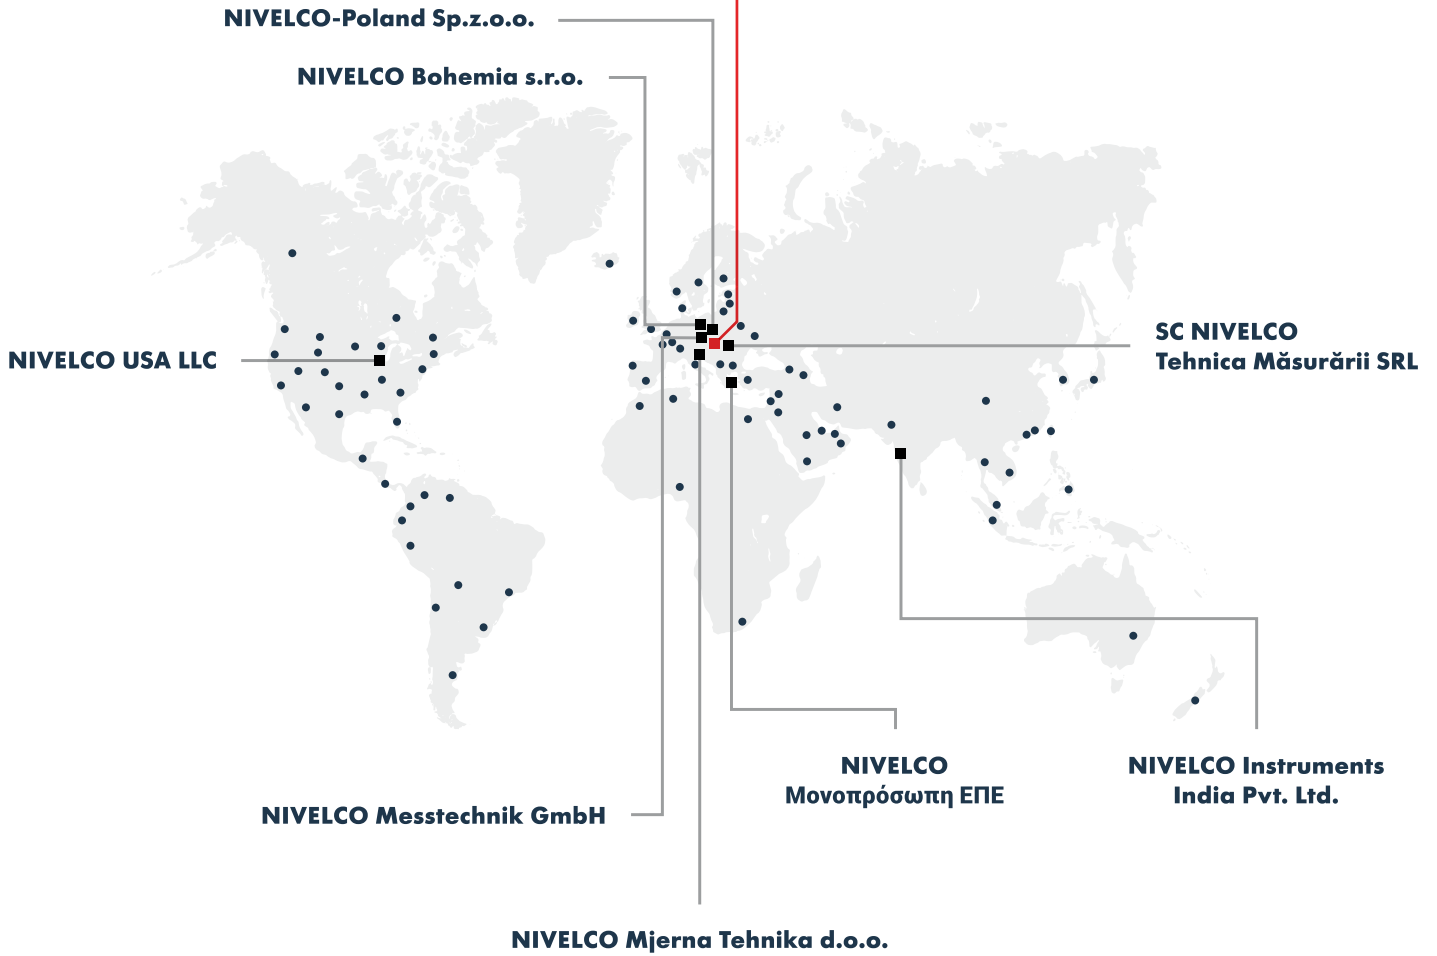 NIVELCO-Poland Sp.z.o.o.
NIVELCO Bohemia s.r.o.
NIVELCO USA LLC
SC NIVELCO
Tehnica Măsurării SRL
NIVELCO
Μονοπρόσωπη ΕΠΕ
NIVELCO Instruments
India Pvt. Ltd.
NIVELCO Messtechnik GmbH
NIVELCO Mjerna Tehnika d.o.o.